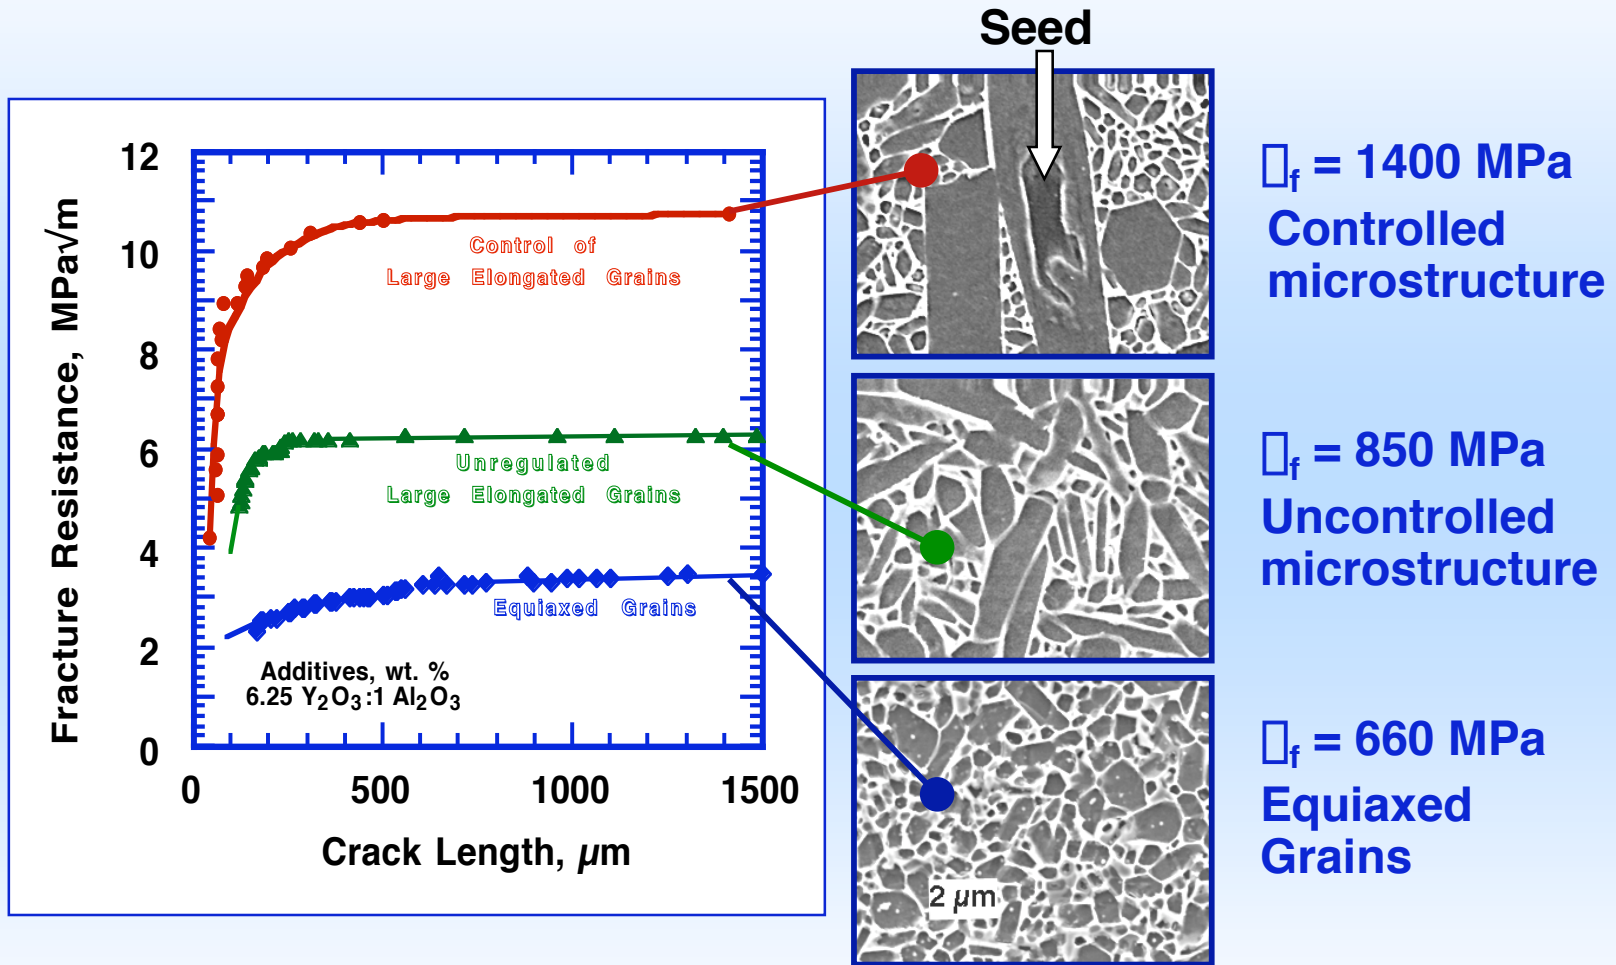 Seed
12
10
8
6
4
2
0
Fracture Resistance, MPa√m
Control of
Large Elongated Grains
Unregulated
Large Elongated Grains
Equiaxed Grains
Additives, wt. %
6.25 Y₂O₃:1 Al₂O₃
0 500 1000 1500
Crack Length, µm
2 µm
▯f = 1400 MPa
Controlled
microstructure
▯f = 850 MPa
Uncontrolled
microstructure
▯f = 660 MPa
Equiaxed
Grains